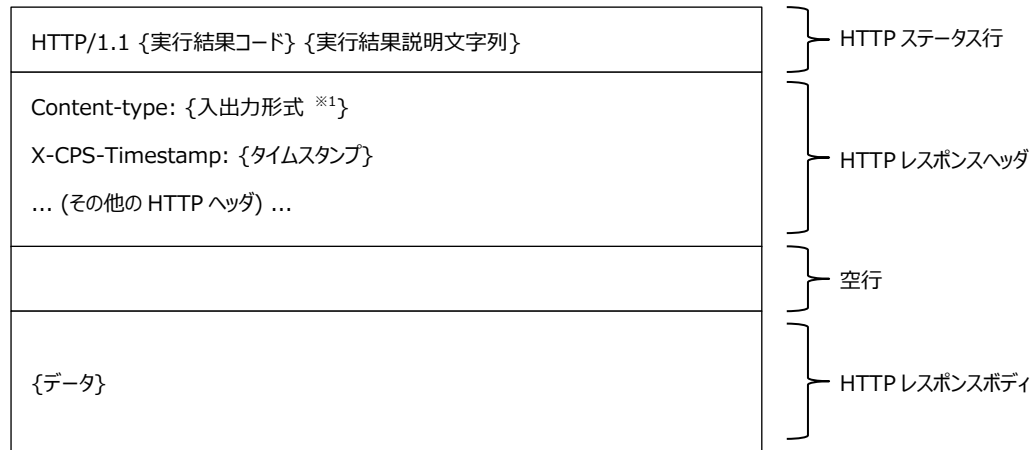 HTTP/1.1 {実行結果コード} {実行結果説明文字列}
HTTP ステータス行
Content-type: {入出力形式 ※1}
X-CPS-Timestamp: {タイムスタンプ}
HTTP レスポンスヘッダ
... (その他の HTTP ヘッダ) ...
空行
{データ}
HTTP レスポンスボディ